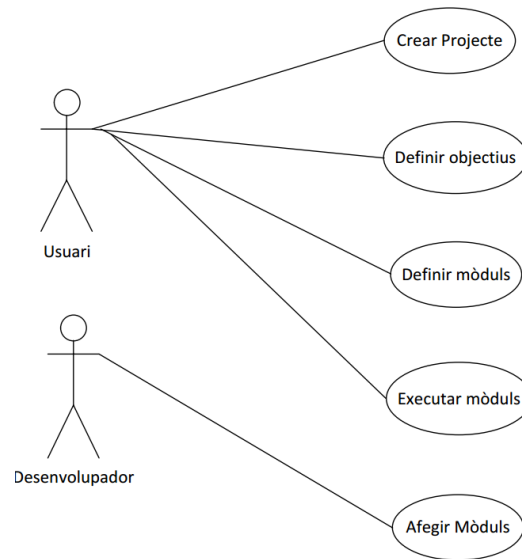 Crear Projecte
Definir objectius
Usuari
Definir mòduls
Executar mòduls
Desenvolupador
Afegir Mòduls